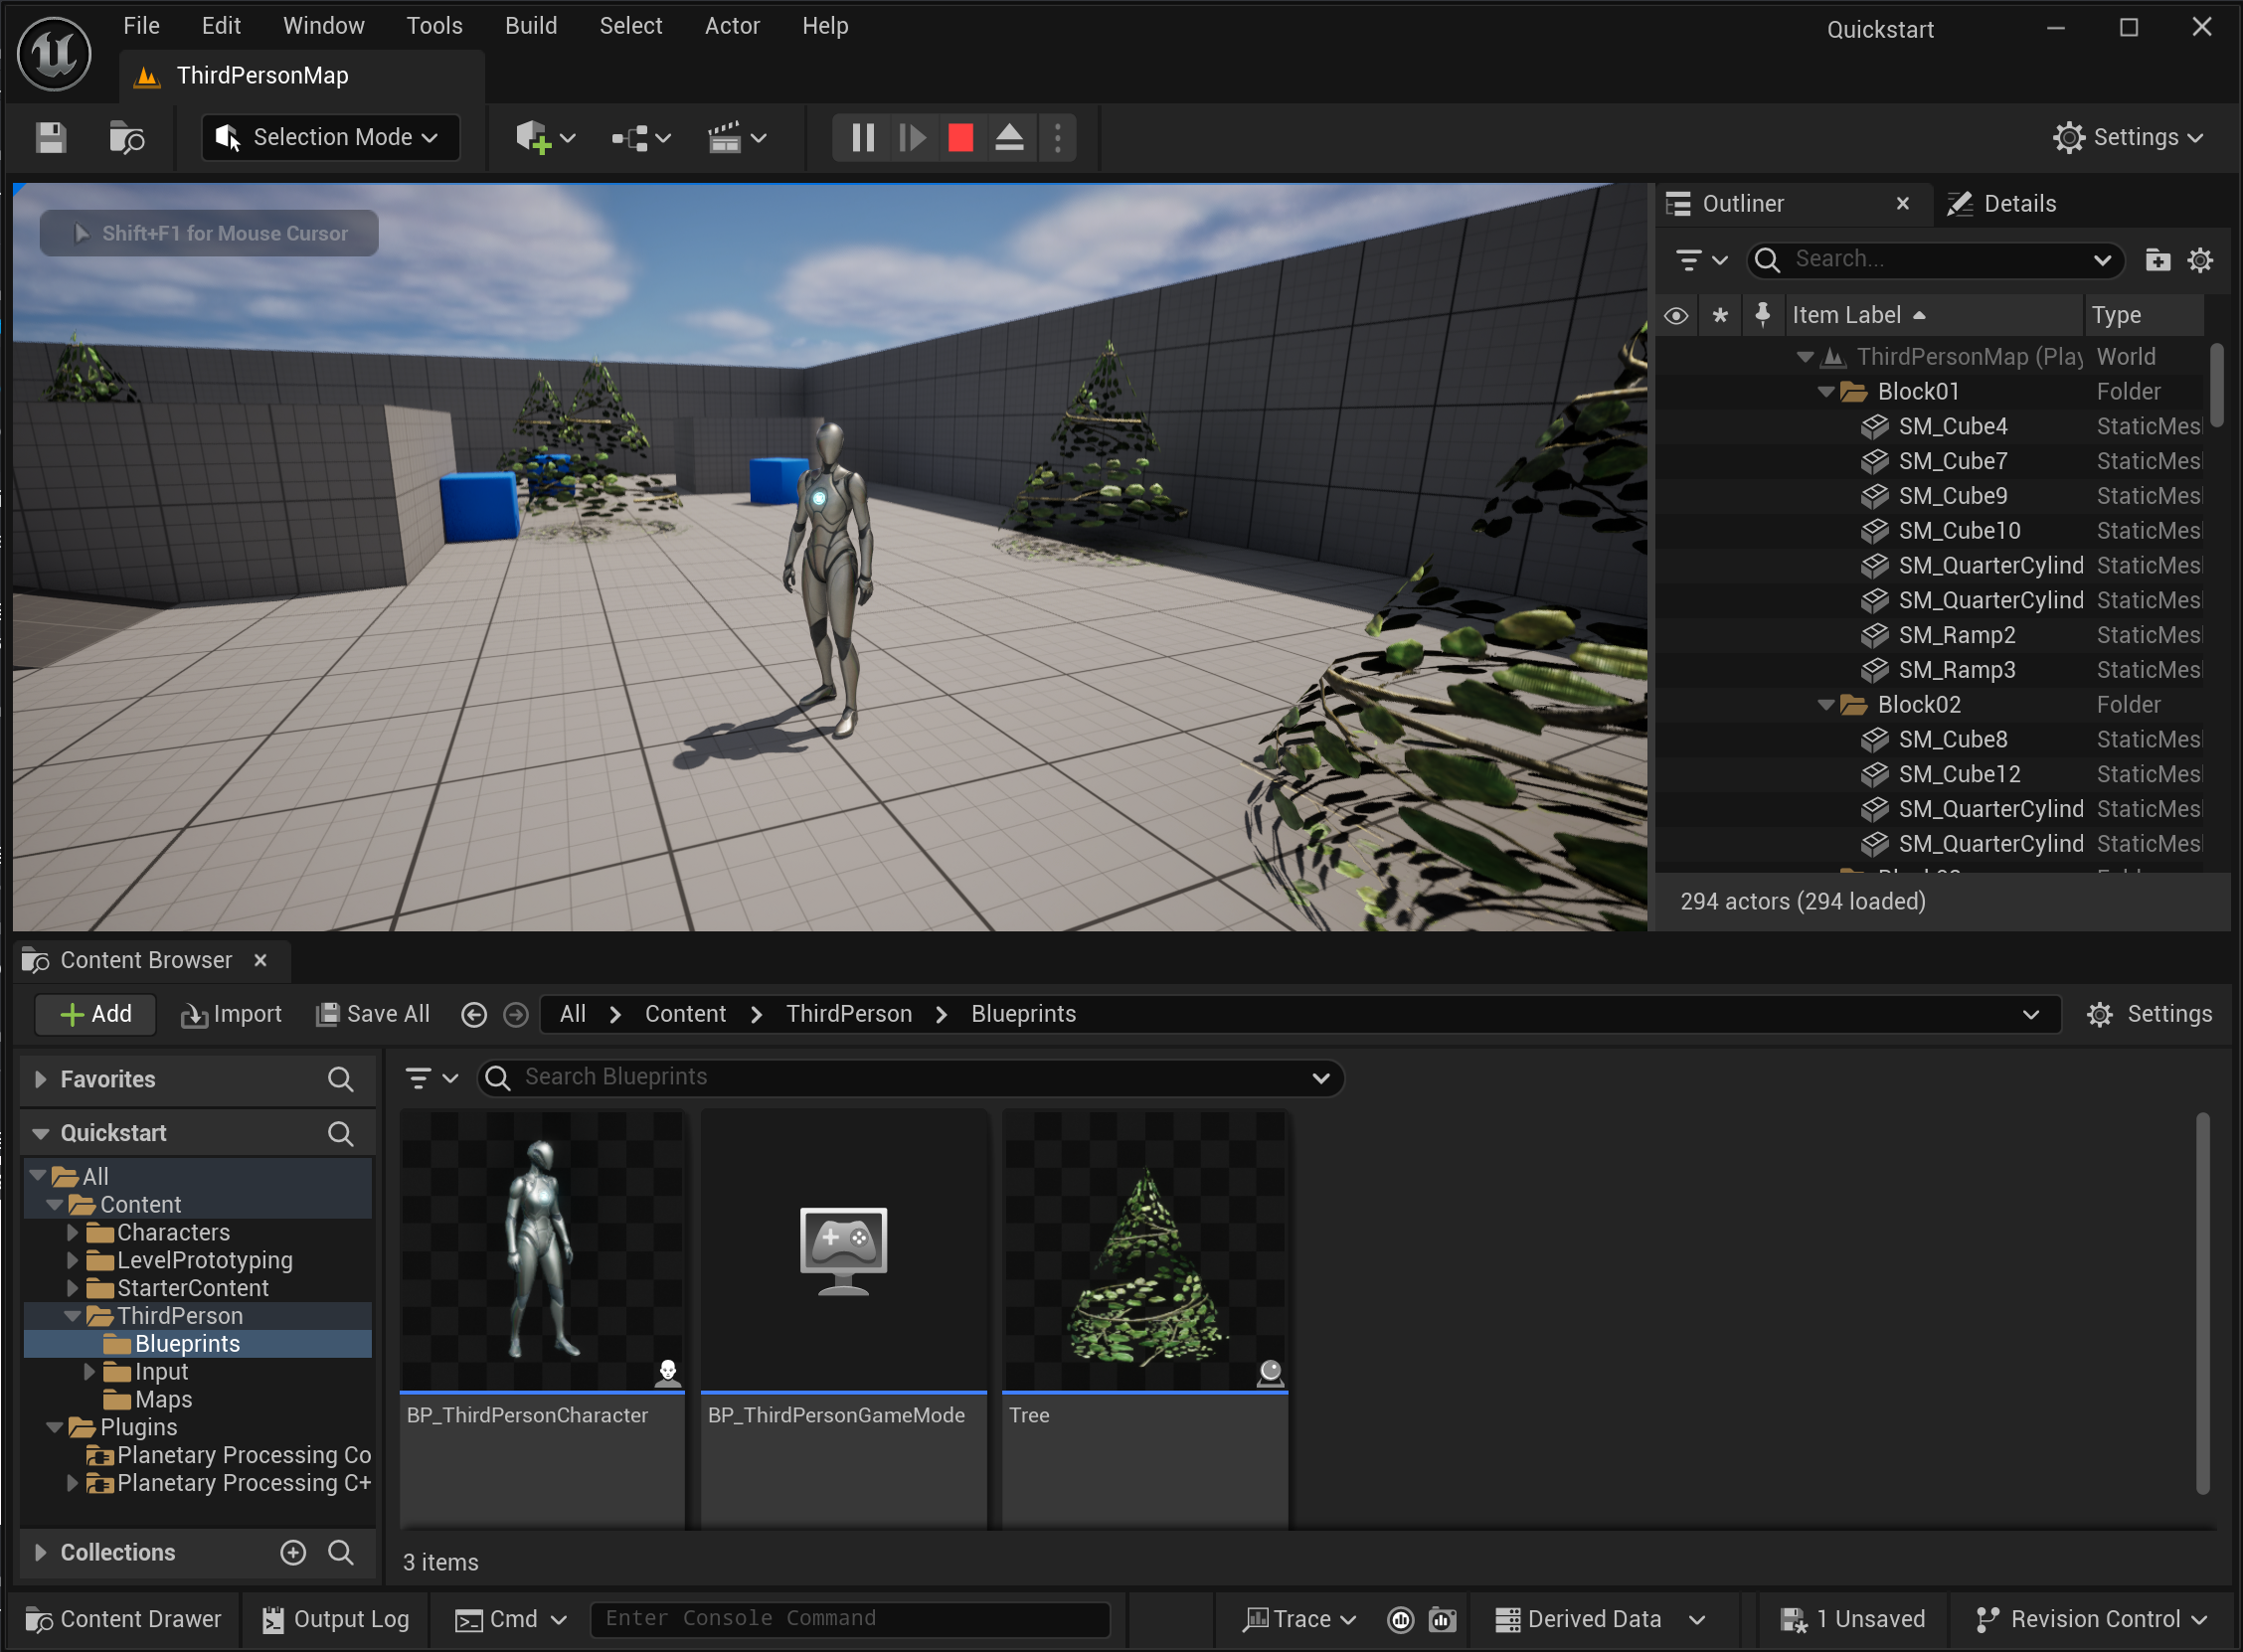 File Edit Window Tools Build Select Actor Help
Quickstart
ThirdPersonMap
Selection Mode
Settings
Shift+F1 for Mouse Cursor
Outliner
Details
Search...
Item Label Type
ThirdPersonMap (Play World
Block01 Folder
SM_Cube4 StaticMes
SM_Cube7 StaticMes
SM_Cube9 StaticMes
SM_Cube10 StaticMes
SM_QuarterCylind StaticMes
SM_QuarterCylind StaticMes
SM_Ramp2 StaticMes
SM_Ramp3 StaticMes
Block02 Folder
SM_Cube8 StaticMes
SM_Cube12 StaticMes
SM_QuarterCylind StaticMes
SM_QuarterCylind StaticMes
294 actors (294 loaded)
Content Browser
Add Import Save All All Content ThirdPerson Blueprints Settings
Favorites
Search Blueprints
Quickstart
All
Content
Characters
LevelPrototyping
StarterContent
ThirdPerson
Blueprints
Input
Maps
Plugins
Planetary Processing Co
Planetary Processing C+
Collections
BP_ThirdPersonCharacter
BP_ThirdPersonGameMode
Tree
3 items
Content Drawer Output Log Cmd Enter Console Command Trace Derived Data 1 Unsaved Revision Control